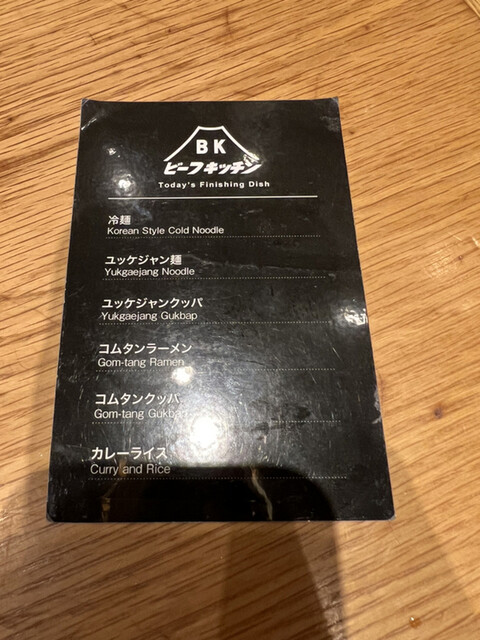 BK
ビーフキッチン
Today's Finishing Dish
冷麺
Korean Style Cold Noodle
ユッケジャン麺
Yukgaejang Noodle
ユッケジャンクッパ
Yukgaejang Gukbap
コムタンラーメン
Gom-tang Ramen
コムタンクッパ
Gom-tang Gukbap
カレーライス
Curry and Rice